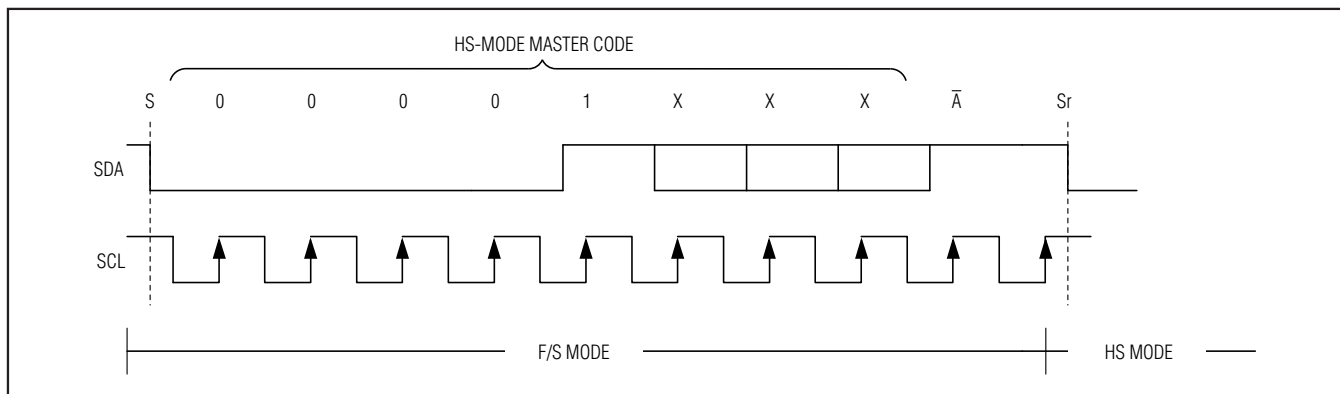 HS-MODE MASTER CODE
S 0 0 0 0 1 X X X A̅ Sr
SDA
SCL
F/S MODE HS MODE